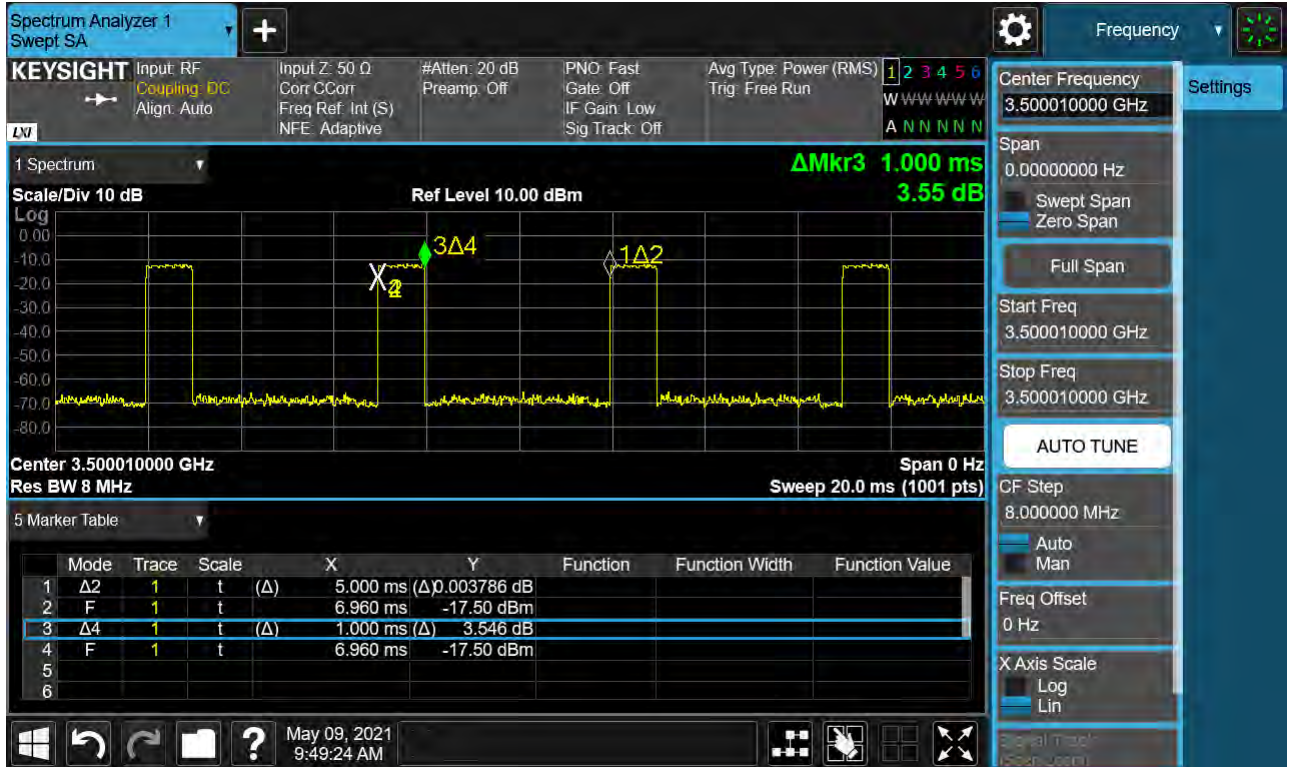 Spectrum Analyzer 1
Swept SA
+
Frequency
KEYSIGHT
LXI
Input: RF
Coupling: DC
Align: Auto
Input Z: 50 Ω
Corr CCorr
Freq Ref: Int (S)
NFE: Adaptive
#Atten: 20 dB
Preamp: Off
PNO: Fast
Gate: Off
IF Gain: Low
Sig Track: Off
Avg Type: Power (RMS)
Trig: Free Run
1 2 3 4 5 6
W W W W W W
A N N N N N
1 Spectrum
ΔMkr3 1.000 ms
3.55 dB
Scale/Div 10 dB
Ref Level 10.00 dBm
Log
0.00
-10.0
-20.0
-30.0
-40.0
-50.0
-60.0
-70.0
-80.0
3Δ4
1Δ2
Center 3.500010000 GHz
Span 0 Hz
Res BW 8 MHz
Sweep 20.0 ms (1001 pts)
5 Marker Table
Mode Trace Scale X Y Function Function Width Function Value
1 Δ2 1 t (Δ) 5.000 ms (Δ) 0.003786 dB
2 F 1 t 6.960 ms -17.50 dBm
3 Δ4 1 t (Δ) 1.000 ms (Δ) 3.546 dB
4 F 1 t 6.960 ms -17.50 dBm
5
6
?
May 09, 2021
9:49:24 AM
Center Frequency
3.500010000 GHz
Settings
Span
0.00000000 Hz
Swept Span
Zero Span
Full Span
Start Freq
3.500010000 GHz
Stop Freq
3.500010000 GHz
AUTO TUNE
CF Step
8.000000 MHz
Auto
Man
Freq Offset
0 Hz
X Axis Scale
Log
Lin